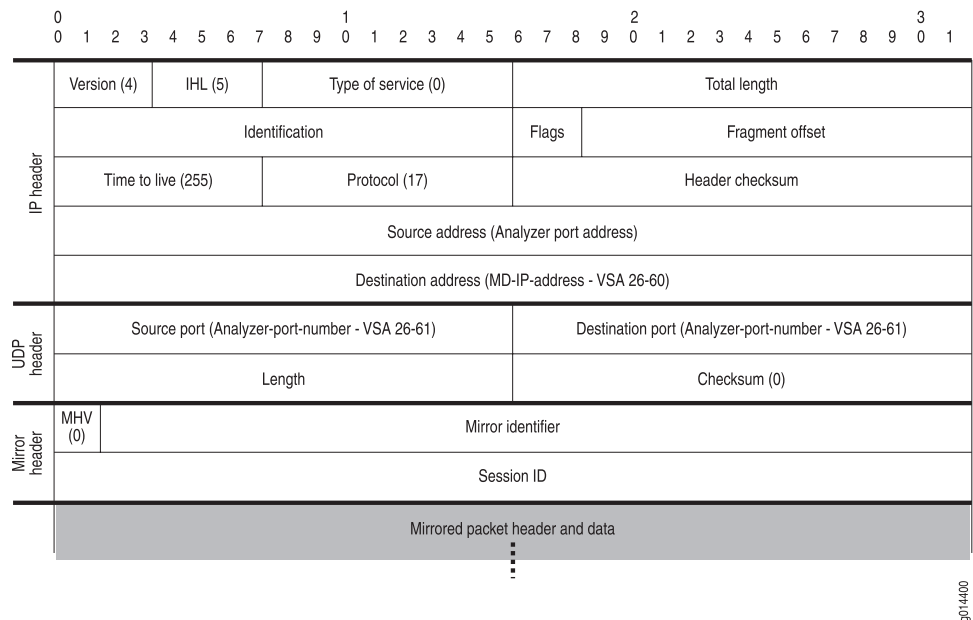 0 1 2 3
0 1 2 3 4 5 6 7 8 9 0 1 2 3 4 5 6 7 8 9 0 1 2 3 4 5 6 7 8 9 0 1
IP header
Version (4) IHL (5) Type of service (0) Total length
Identification Flags Fragment offset
Time to live (255) Protocol (17) Header checksum
Source address (Analyzer port address)
Destination address (MD-IP-address - VSA 26-60)
UDP
header
Source port (Analyzer-port-number - VSA 26-61) Destination port (Analyzer-port-number - VSA 26-61)
Length Checksum (0)
Mirror
header
MHV
(0)
Mirror identifier
Session ID
Mirrored packet header and data
g014400